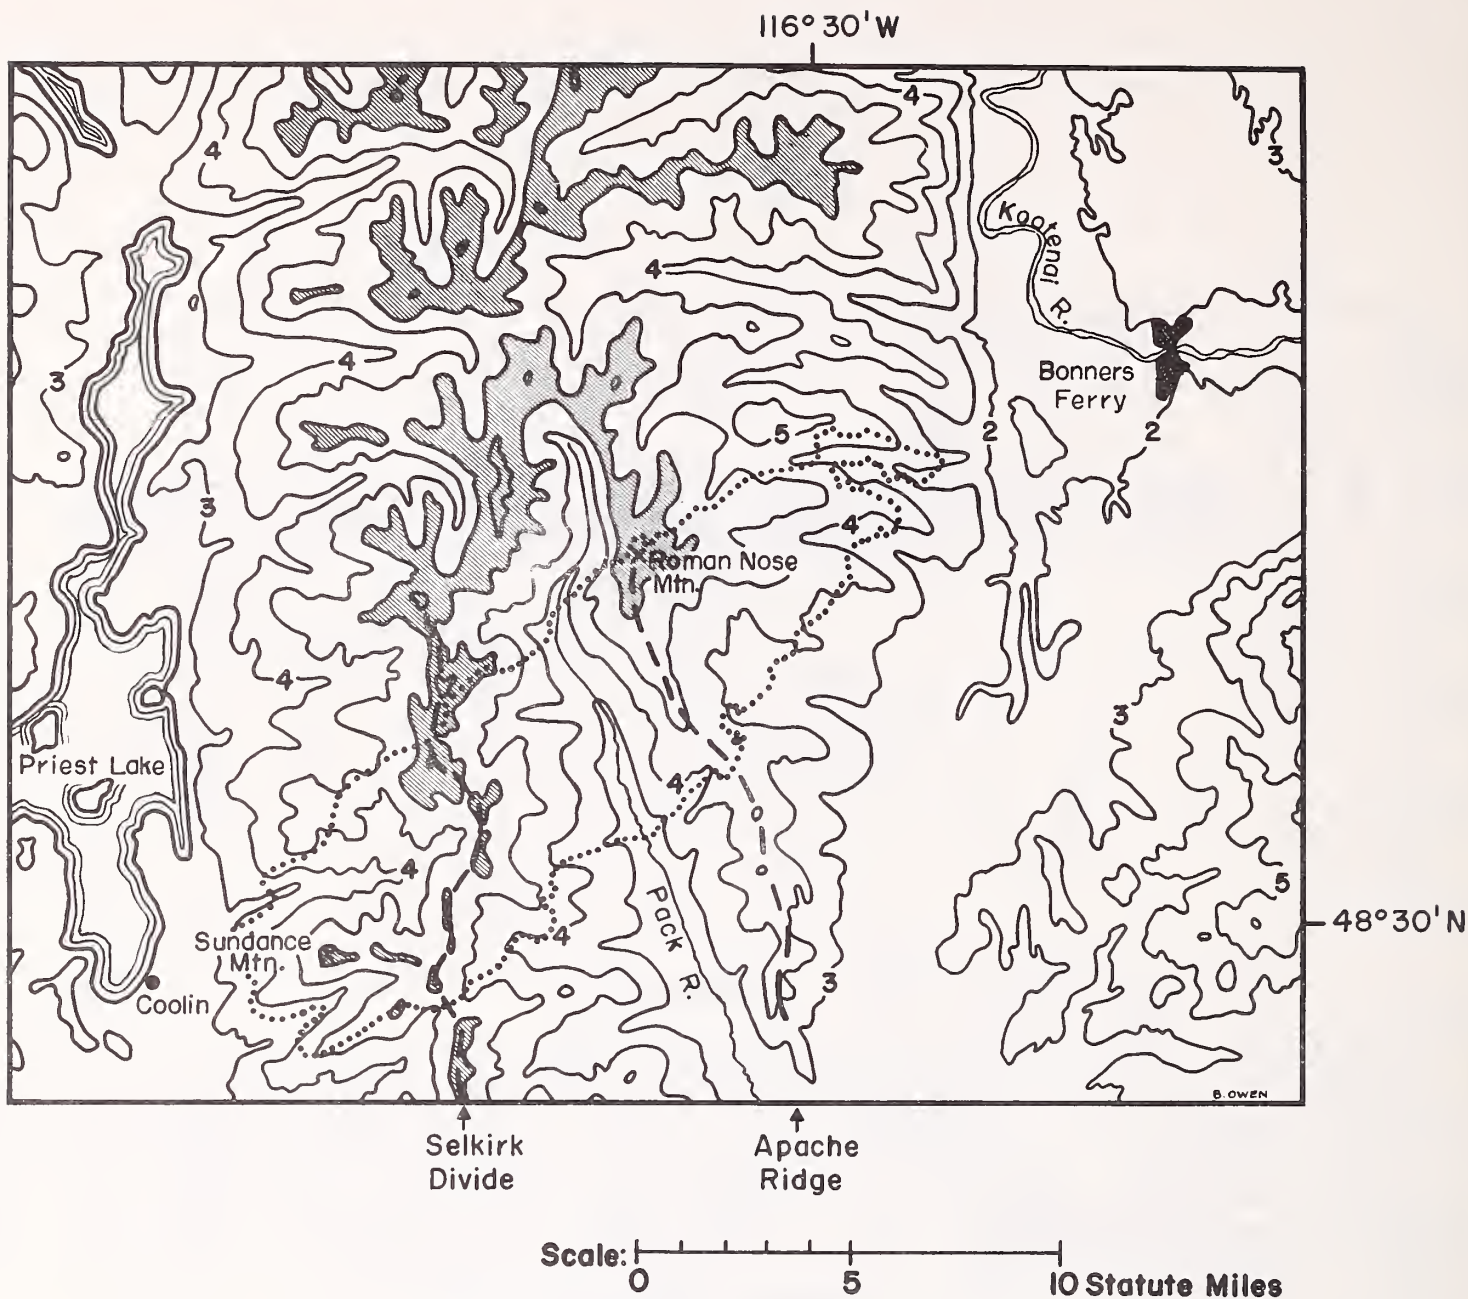 116° 30' W
4
4
3
Kootenai R.
4
4
3
Bonners
Ferry
5
2
2
3
4
Roman Nose
Mtn.
4
3
Priest Lake
4
4
5
Pack R.
48°30'N
Sundance
Mtn.
4
3
Coolin
B. OWEN
Selkirk
Divide
Apache
Ridge
Scale:
0 5 10 Statute Miles